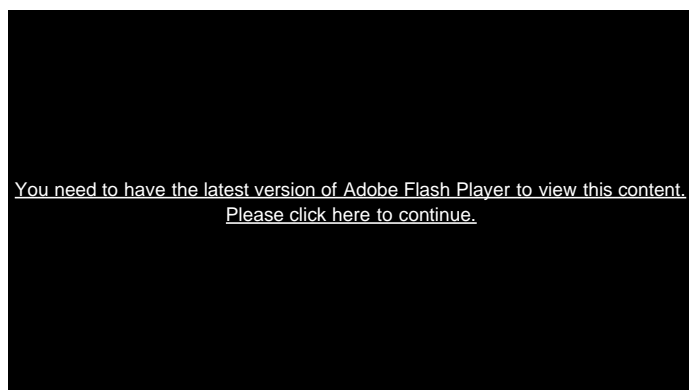 You need to have the latest version of Adobe Flash Player to view this content.
Please click here to continue.